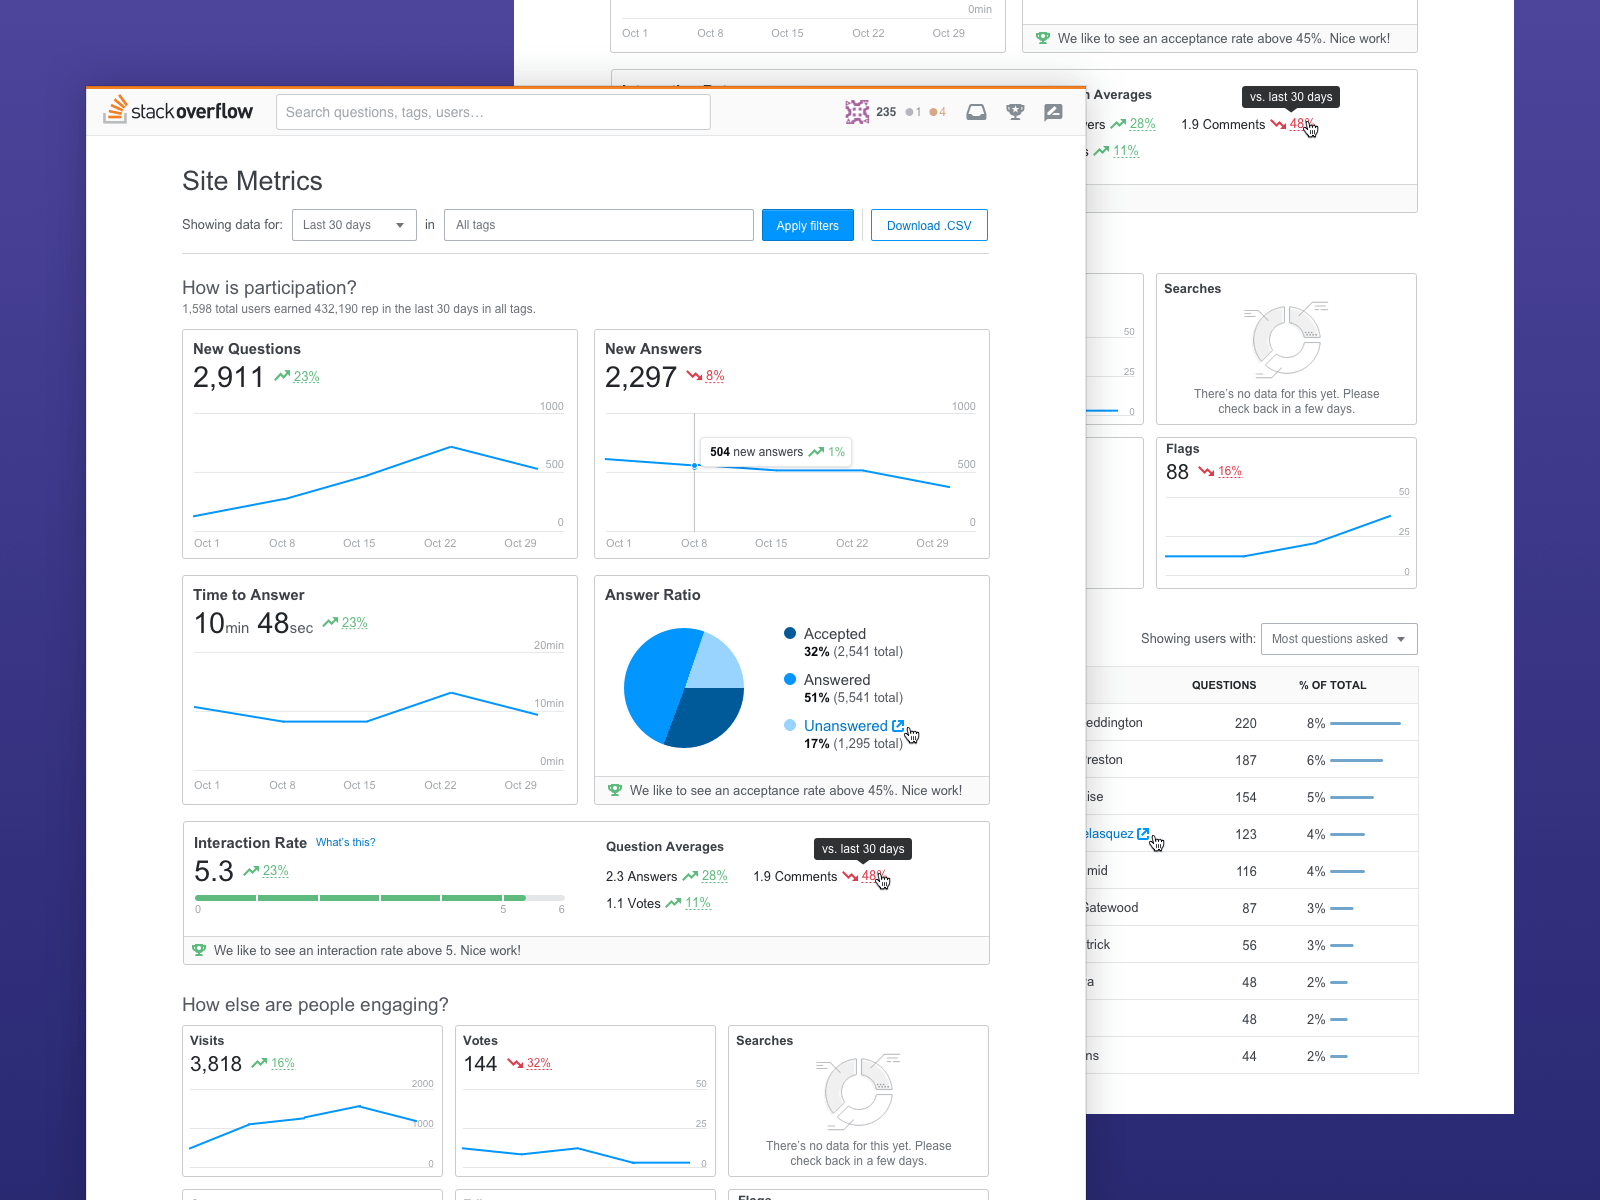 0min
Oct 1 Oct 8 Oct 15 Oct 22 Oct 29
We like to see an acceptance rate above 45%. Nice work!
Averages
vs. last 30 days
28%
1.9 Comments 48%
11%
stackoverflow
Search questions, tags, users…
235 1 4
Site Metrics
Showing data for: Last 30 days in All tags Apply filters Download .CSV
How is participation?
1,598 total users earned 432,190 rep in the last 30 days in all tags.
New Questions
2,911 23%
1000
500
0
Oct 1 Oct 8 Oct 15 Oct 22 Oct 29
New Answers
2,297 8%
1000
504 new answers 1%
500
0
Oct 1 Oct 8 Oct 15 Oct 22 Oct 29
Time to Answer
10min 48sec 23%
20min
10min
0min
Oct 1 Oct 8 Oct 15 Oct 22 Oct 29
Answer Ratio
Accepted
32% (2,541 total)
Answered
51% (5,541 total)
Unanswered
17% (1,295 total)
We like to see an acceptance rate above 45%. Nice work!
Interaction Rate What's this?
5.3 23%
0 5 6
Question Averages
vs. last 30 days
2.3 Answers 28%
1.9 Comments 48%
1.1 Votes 11%
We like to see an interaction rate above 5. Nice work!
How else are people engaging?
Visits
3,818 16%
2000
1000
0
Votes
144 32%
50
25
0
Searches
There's no data for this yet. Please
check back in a few days.
Flags
50
25
0
Searches
There's no data for this yet. Please
check back in a few days.
Flags
88 16%
50
25
0
Showing users with: Most questions asked
QUESTIONS % OF TOTAL
eddington 220 8%
reston 187 6%
ise 154 5%
elasquez 123 4%
mid 116 4%
Gatewood 87 3%
trick 56 3%
a 48 2%
48 2%
ns 44 2%